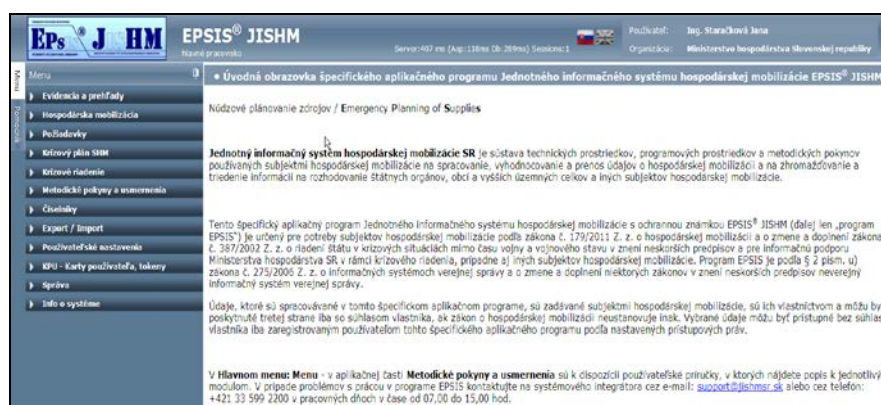 EPs ® J HM
EPSIS® JISHM
hlavné pracovisko
Server:407 ms (Asp:118ms Db:289ms) Sessions:1
Používateľ: Ing. Staračková Jana
Organizácia: Ministerstvo hospodárstva Slovenskej republiky
Menu
Pomocník
Menu
Evidencia a prehľady
Hospodárska mobilizácia
Požiadavky
Krízový plán SHM
Krízové riadenie
Metodické pokyny a usmernenia
Číselníky
Export / Import
Používateľské nastavenia
KPU - Karty používateľa, tokeny
Správa
Info o systéme
• Úvodná obrazovka špecifického aplikačného programu Jednotného informačného systému hospodárskej mobilizácie EPSIS® JISHM
Núdzové plánovanie zdrojov / Emergency Planning of Supplies
Jednotný informačný systém hospodárskej mobilizácie SR je sústava technických prostriedkov, programových prostriedkov a metodických pokynov
používaných subjektmi hospodárskej mobilizácie na spracovanie, vyhodnocovanie a prenos údajov o hospodárskej mobilizácii a na zhromažďovanie a
triedenie informácií na rozhodovanie štátnych orgánov, obcí a vyšších územných celkov a iných subjektov hospodárskej mobilizácie.
Tento špecifický aplikačný program Jednotného informačného systému hospodárskej mobilizácie s ochrannou známkou EPSIS® JISHM (ďalej len „program
EPSIS") je určený pre potreby subjektov hospodárskej mobilizácie podľa zákona č. 179/2011 Z. z. o hospodárskej mobilizácii a o zmene a doplnení zákona
č. 387/2002 Z. z. o riadení štátu v krízových situáciách mimo času vojny a vojnového stavu v znení neskorších predpisov a pre informačnú podporu
Ministerstva hospodárstva SR v rámci krízového riadenia, prípadne aj iných subjektov hospodárskej mobilizácie. Program EPSIS je podľa § 2 písm. u)
zákona č. 275/2006 Z. z. o informačných systémoch verejnej správy a o zmene a doplnení niektorých zákonov v znení neskorších predpisov neverejný
informačný systém verejnej správy.
Údaje, ktoré sú spracovávané v tomto špecifickom aplikačnom programe, sú zadávané subjektmi hospodárskej mobilizácie, sú ich vlastníctvom a môžu by
poskytnuté tretej strane iba so súhlasom vlastníka, ak zákon o hospodárskej mobilizácii neustanovuje inak. Vybrané údaje môžu byť prístupné bez súhlas
vlastníka iba zaregistrovaným používateľom tohto špecifického aplikačného programu podľa nastavených prístupových práv.
V Hlavnom menu: Menu - v aplikačnej časti Metodické pokyny a usmernenia sú k dispozícii používateľské príručky, v ktorých nájdete popis k jednotlivý
modulom. V prípade problémov s prácou v programe EPSIS kontaktujte na systémového integrátora cez e-mail: support@jishmsr.sk alebo cez telefón:
+421 33 599 2200 v pracovných dňoch v čase od 07,00 do 15,00 hod.